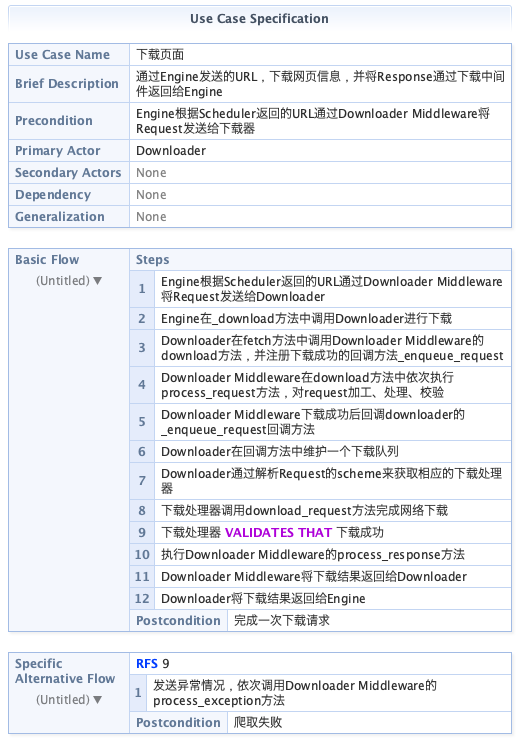 Use Case Specification
Use Case Name 下载页面
Brief Description 通过Engine发送的URL，下载网页信息，并将Response通过下载中间
件返回给Engine
Precondition Engine根据Scheduler返回的URL通过Downloader Middleware将
Request发送给下载器
Primary Actor Downloader
Secondary Actors None
Dependency None
Generalization None
Basic Flow Steps
(Untitled) ▼
1 Engine根据Scheduler返回的URL通过Downloader Middleware
将Request发送给Downloader
2 Engine在_download方法中调用Downloader进行下载
3 Downloader在fetch方法中调用Downloader Middleware的
download方法，并注册下载成功的回调方法_enqueue_request
4 Downloader Middleware在download方法中依次执行
process_request方法，对request加工、处理、校验
5 Downloader Middleware下载成功后回调downloader的
_enqueue_request回调方法
6 Downloader在回调方法中维护一个下载队列
7 Downloader通过解析Request的scheme来获取相应的下载处理
器
8 下载处理器调用download_request方法完成网络下载
9 下载处理器 VALIDATES THAT 下载成功
10 执行Downloader Middleware的process_response方法
11 Downloader Middleware将下载结果返回给Downloader
12 Downloader将下载结果返回给Engine
Postcondition 完成一次下载请求
Specific
Alternative Flow
(Untitled) ▼
RFS 9
1 发送异常情况，依次调用Downloader Middleware的
process_exception方法
Postcondition 爬取失败